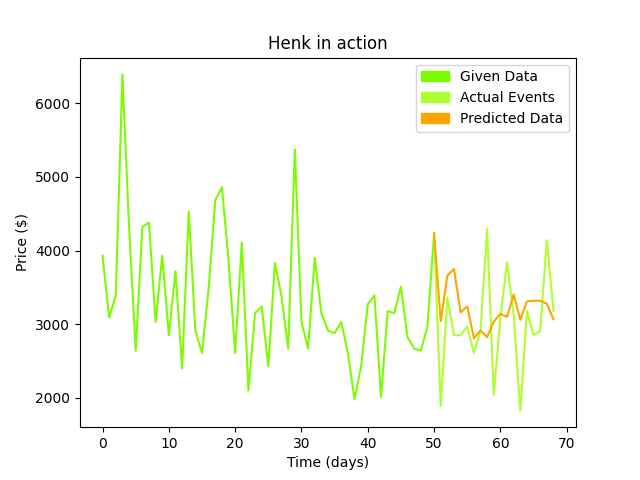 Henk in action
Given Data
Actual Events
Predicted Data
Price ($)
6000
5000
4000
3000
2000
0 10 20 30 40 50 60 70
Time (days)